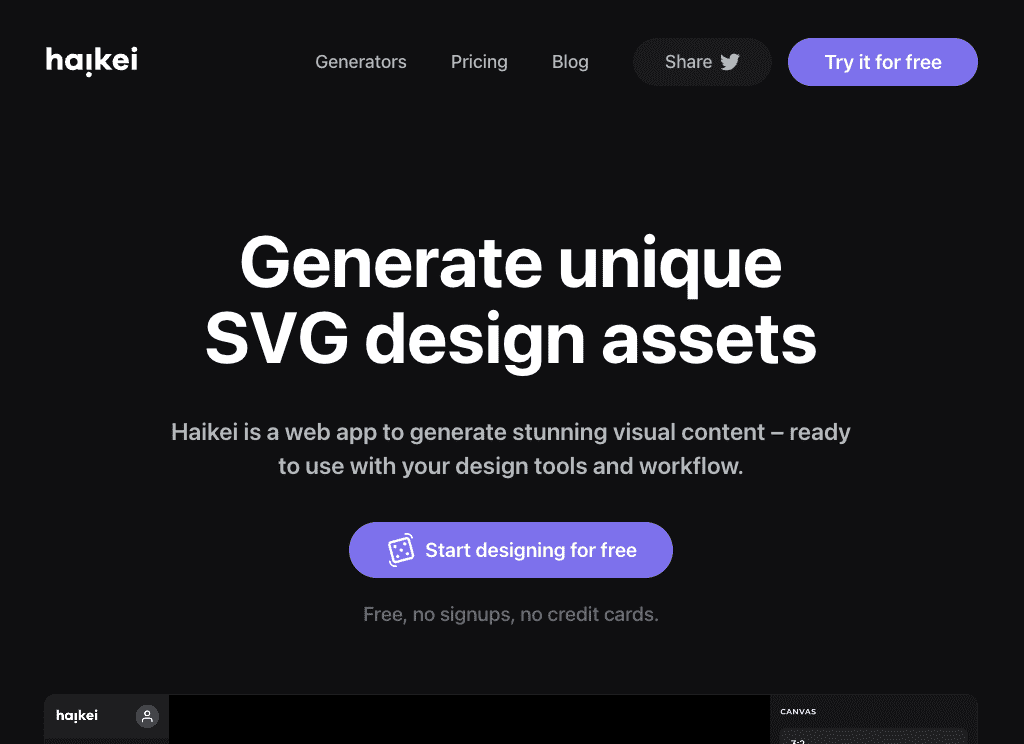 haikei
Generators
Pricing
Blog
Share
Try it for free
Generate unique
SVG design assets
Haikei is a web app to generate stunning visual content – ready
to use with your design tools and workflow.
Start designing for free
Free, no signups, no credit cards.
haikei
CANVAS
3:2